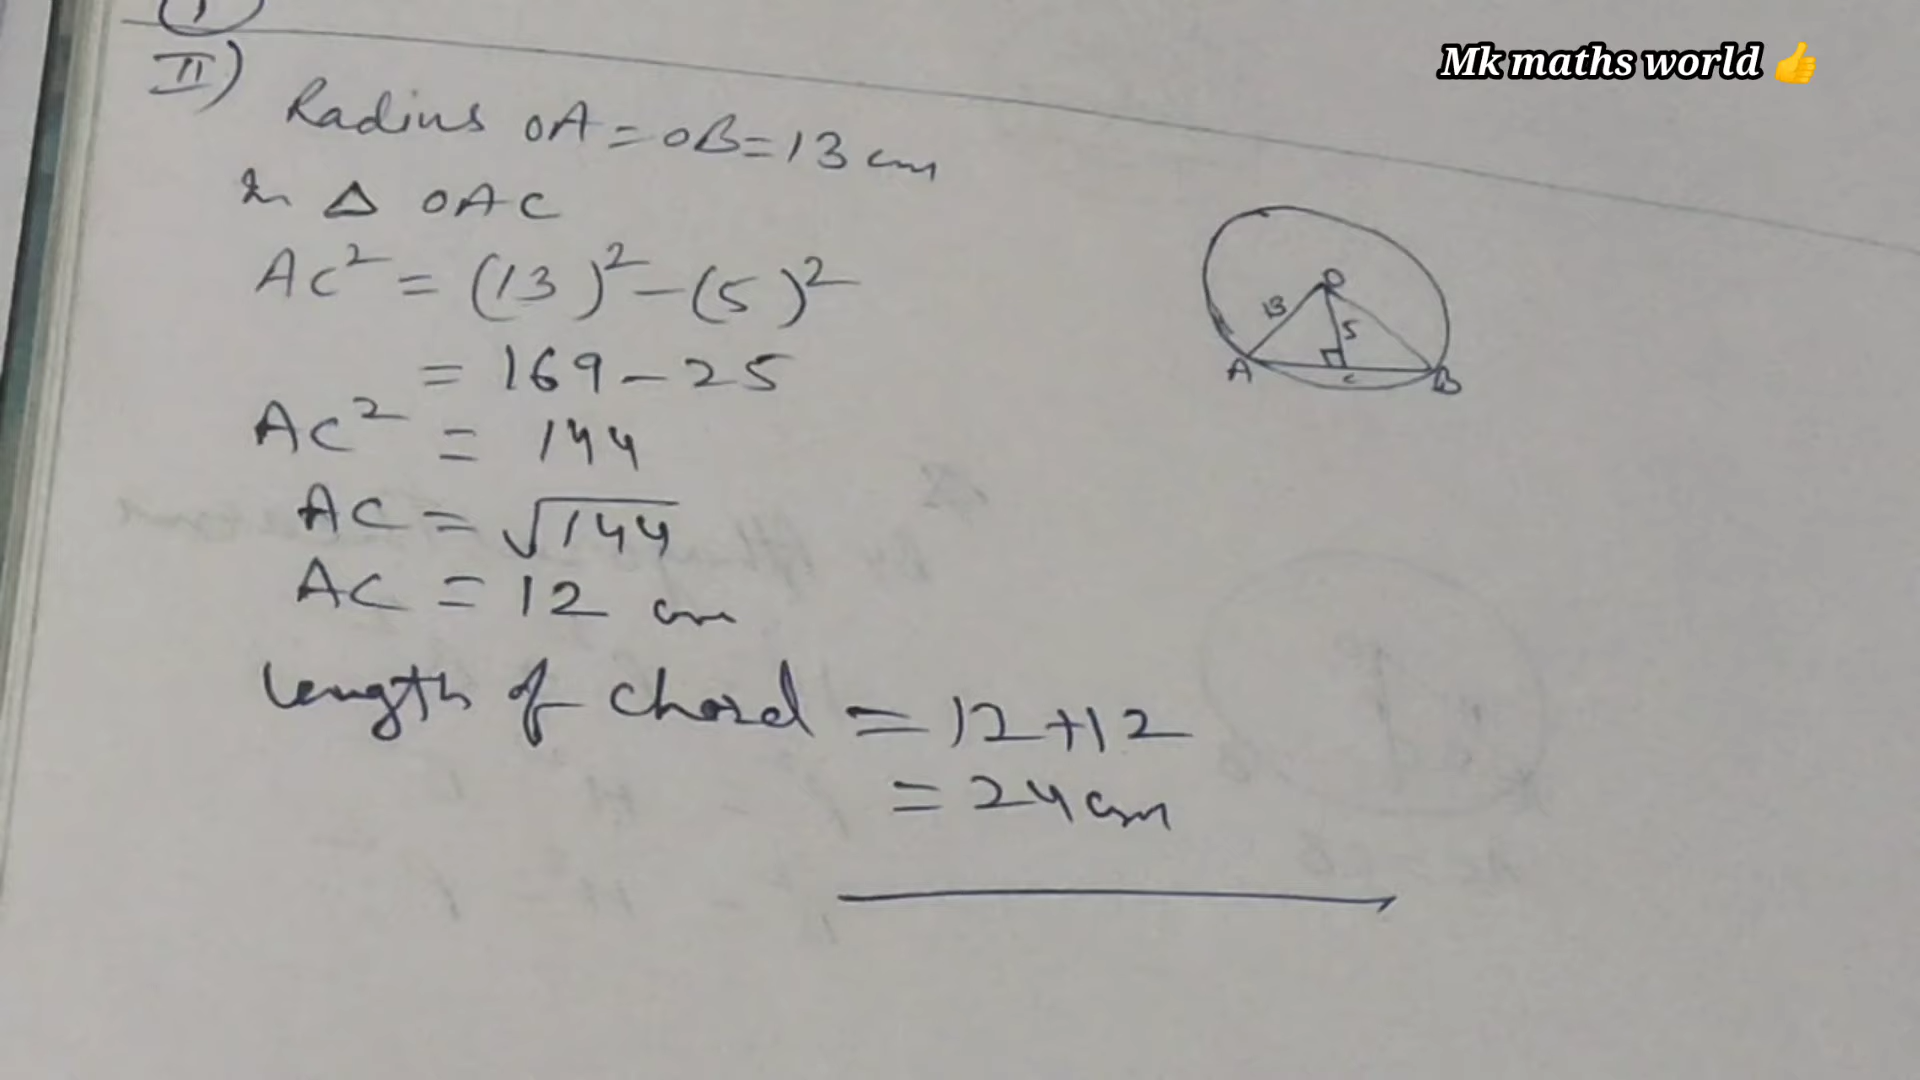 Mk maths world 👍
II)
Radius OA = OB = 13 cm
In △ OAC
AC² = (13)² - (5)²
= 169 - 25
AC² = 144
AC = √144
AC = 12 cm
length of chord = 12 + 12
= 24 cm
O
13
5
A
C
B